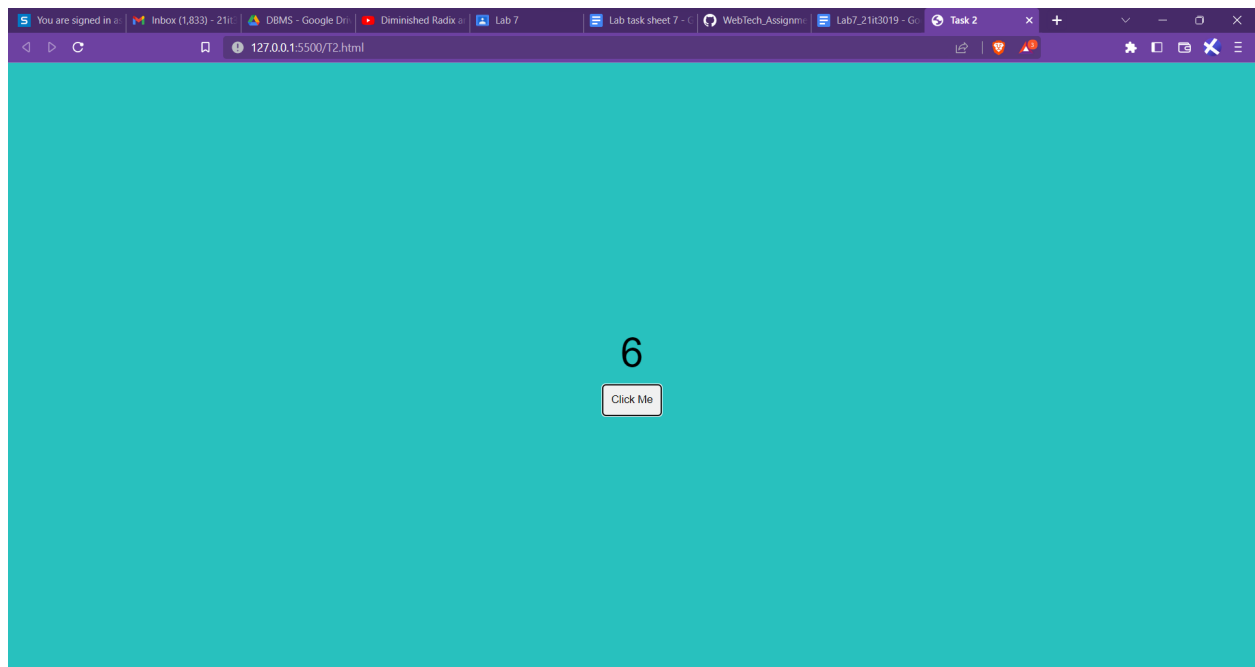 You are signed in a
Inbox (1,833) - 21it
DBMS - Google Dri
Diminished Radix a
Lab 7
Lab task sheet 7 - G
WebTech_Assignme
Lab7_21it3019 - Go
Task 2
127.0.0.1:5500/T2.html
6
Click Me